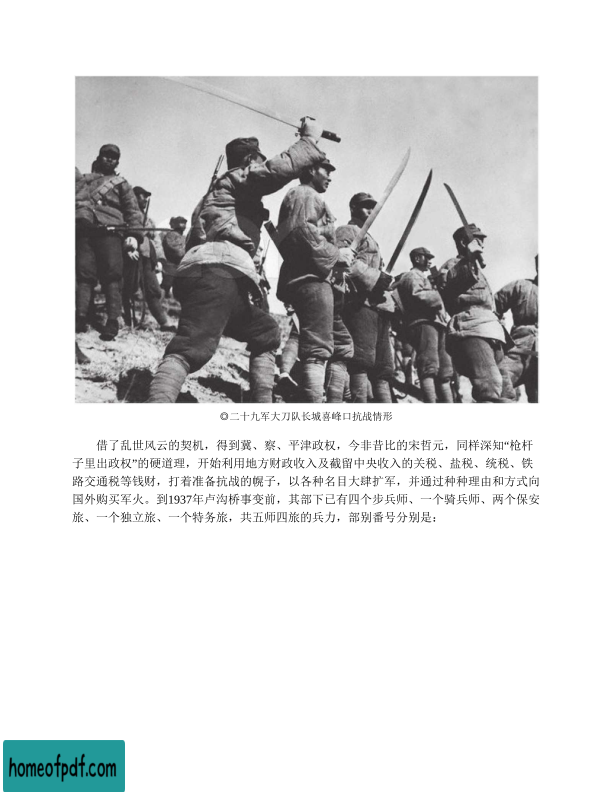 ◎二十九军大刀队长城喜峰口抗战情形
借了乱世风云的契机，得到冀、察、平津政权，今非昔比的宋哲元，同样深知“枪杆
子里出政权”的硬道理，开始利用地方财政收入及截留中央收入的关税、盐税、统税、铁
路交通税等钱财，打着准备抗战的幌子，以各种名目大肆扩军，并通过种种理由和方式向
国外购买军火。到1937年卢沟桥事变前，其部下已有四个步兵师、一个骑兵师、两个保安
旅、一个独立旅、一个特务旅，共五师四旅的兵力，部别番号分别是：
homeofpdf.com